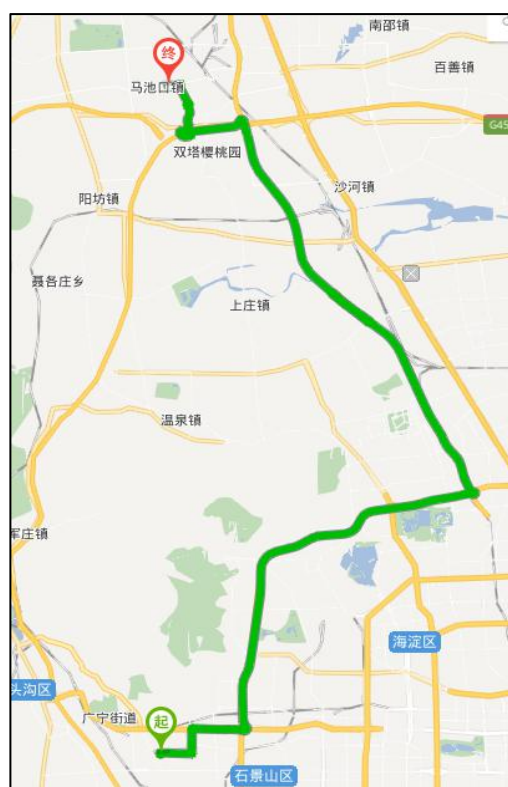 南邵镇
终
百善镇
马池口镇
G45
双塔樱桃园
沙河镇
阳坊镇
聂各庄乡
上庄镇
温泉镇
军庄镇
海淀区
头沟区
广宁街道
起
石景山区